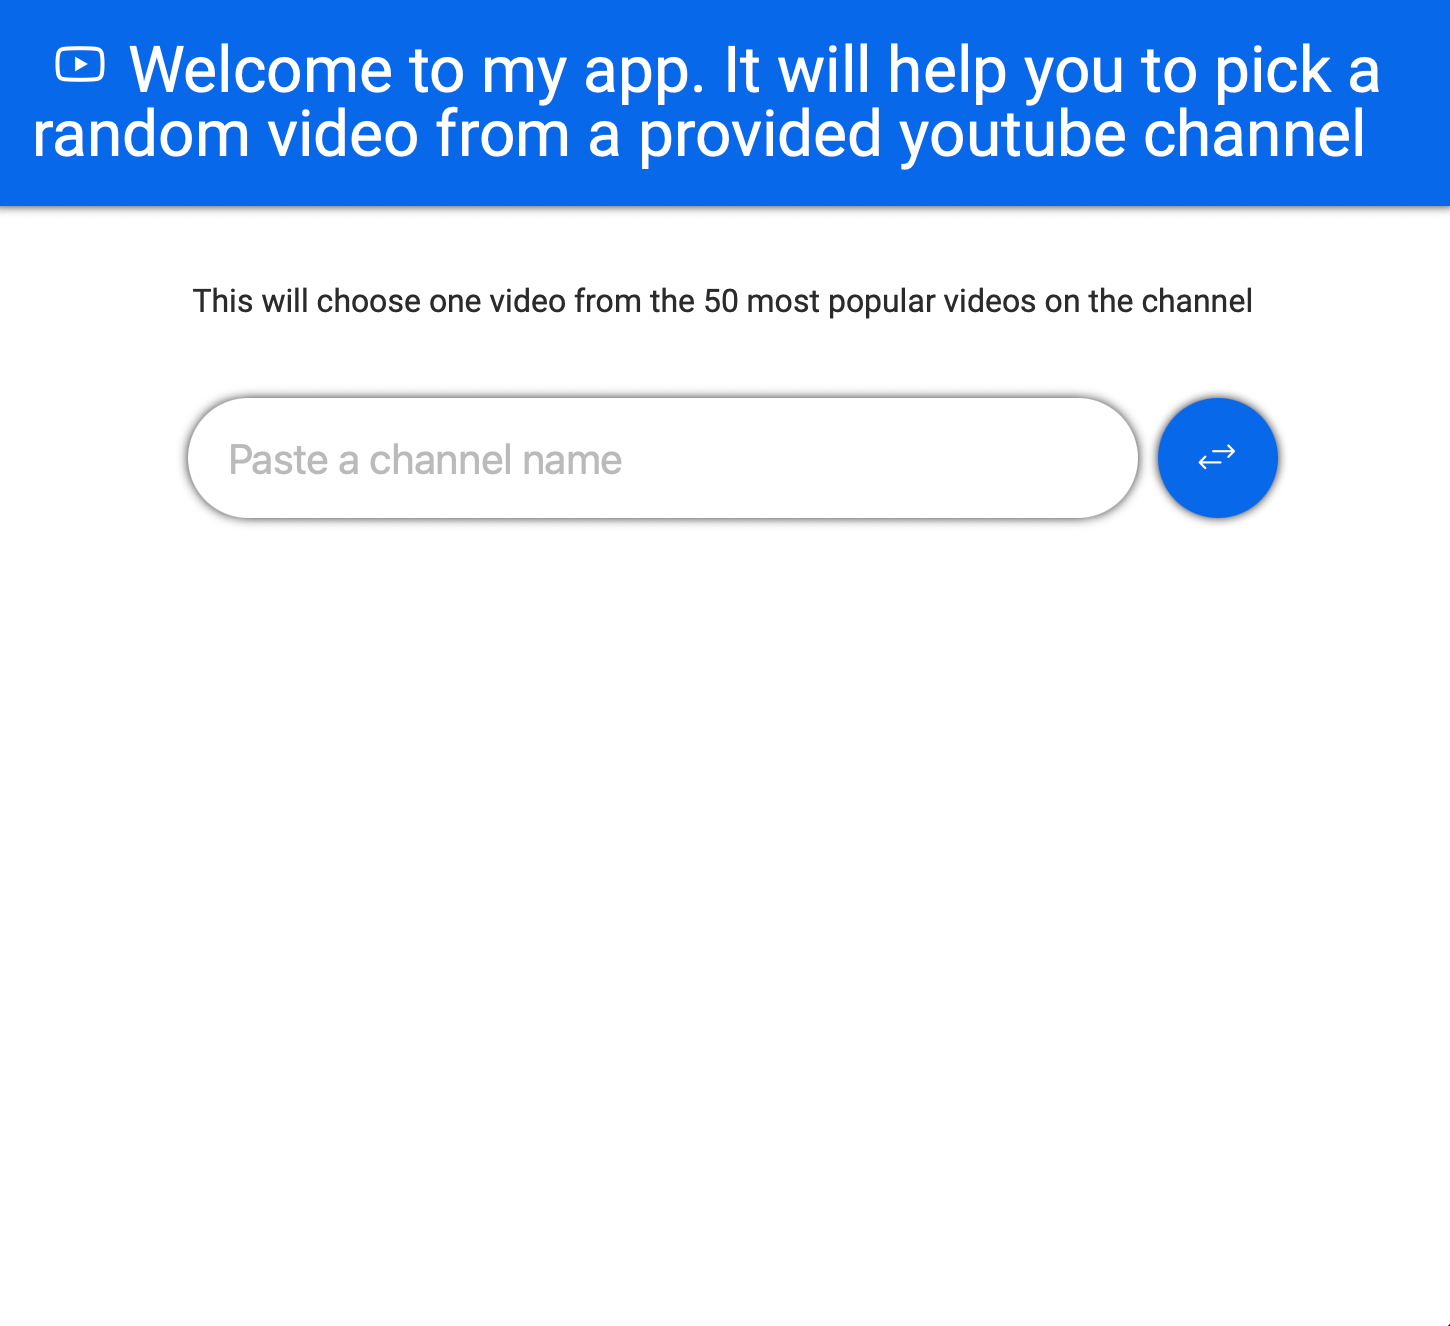 Welcome to my app. It will help you to pick a
random video from a provided youtube channel
This will choose one video from the 50 most popular videos on the channel
Paste a channel name